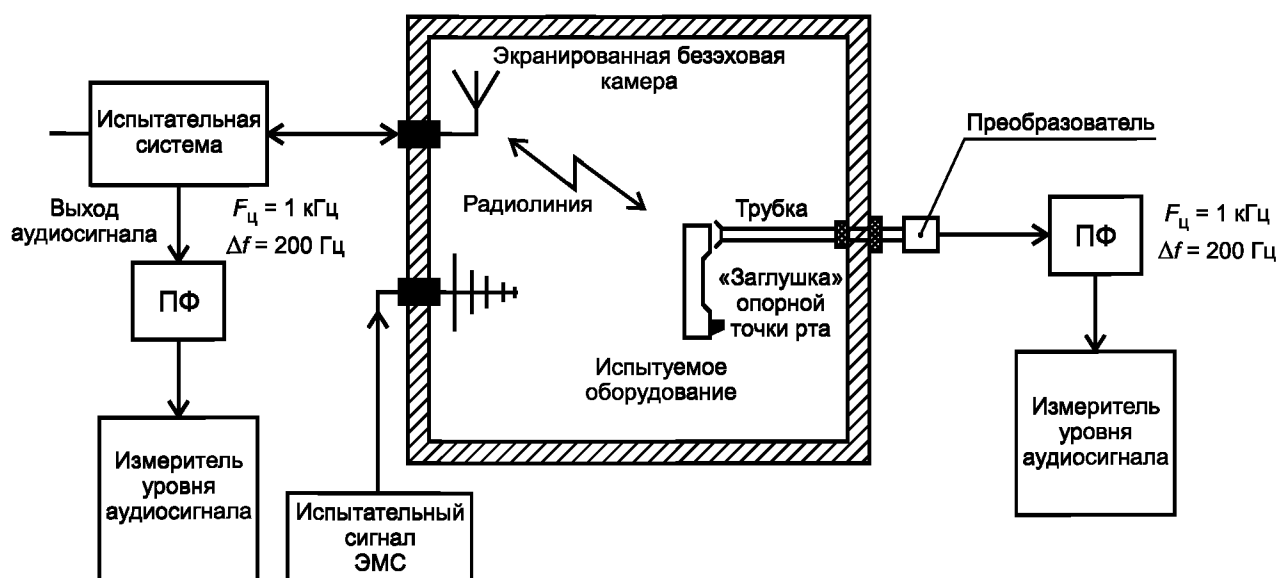 Экранированная безэховая
камера
Испытательная
система
Преобразователь
Выход
аудиосигнала
Fц = 1 кГц
Δf = 200 Гц
Радиолиния
Трубка
Fц = 1 кГц
Δf = 200 Гц
ПФ
ПФ
«Заглушка»
опорной
точки рта
Испытуемое
оборудование
Измеритель
уровня
аудиосигнала
Измеритель
уровня
аудиосигнала
Испытательный
сигнал
ЭМС